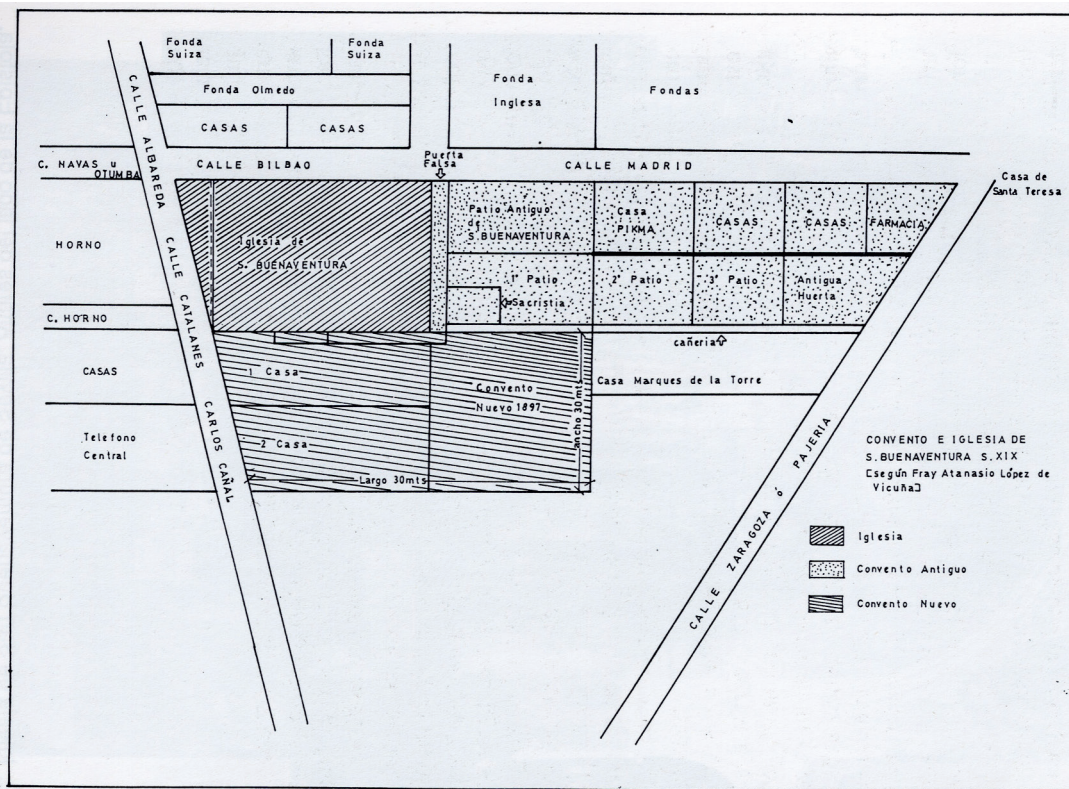 Fonda
Suiza
Fonda
Suiza
Fonda Olmedo
CASAS
CASAS
Fonda
Inglesa
Fondas
CALLE ALBAREDA
CALLE CATALANES
CARLOS CAÑAL
C. NAVAS u
OTUMBA
CALLE BILBAO
Puerta
Falsa
CALLE MADRID
Casa de
Santa Teresa
HORNO
C. HORNO
CASAS
Telefono
Central
Iglesia de
S. BUENAVENTURA
Patio Antiguo
d
S. BUENAVENTURA
Casa
PIKMA
CASAS
CASAS
FARMACIA
1º Patio
Sacristia
2º Patio
3º Patio
Antigua
Huerta
cañeria
1 Casa
2 Casa
Convento
Nuevo 1897
ancho 30mts
Largo 30mts
Casa Marques de la Torre
CALLE ZARAGOZA ó PAJERIA
CONVENTO E IGLESIA DE
S.BUENAVENTURA S.XIX
[según Fray Atanasio López de
Vicuña]
Iglesia
Convento Antiguo
Convento Nuevo